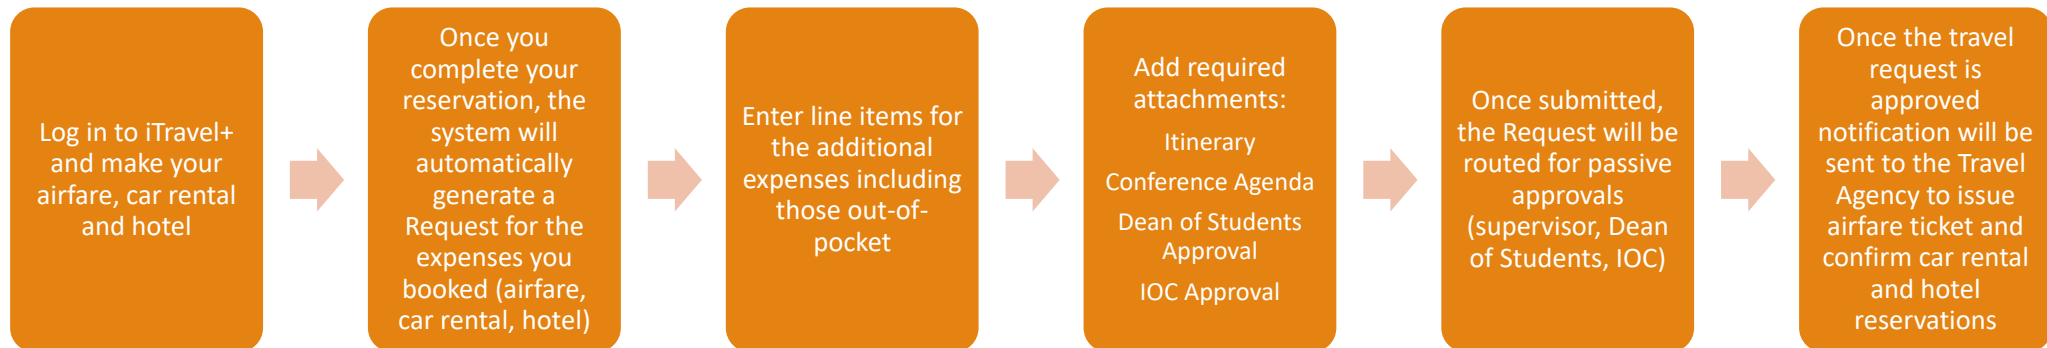 Log in to iTravel+
and make your
airfare, car rental
and hotel
Once you
complete your
reservation, the
system will
automatically
generate a
Request for the
expenses you
booked (airfare,
car rental, hotel)
Enter line items for
the additional
expenses including
those out-of-
pocket
Add required
attachments:
Itinerary
Conference Agenda
Dean of Students
Approval
IOC Approval
Once submitted,
the Request will be
routed for passive
approvals
(supervisor, Dean
of Students, IOC)
Once the travel
request is
approved
notification will be
sent to the Travel
Agency to issue
airfare ticket and
confirm car rental
and hotel
reservations